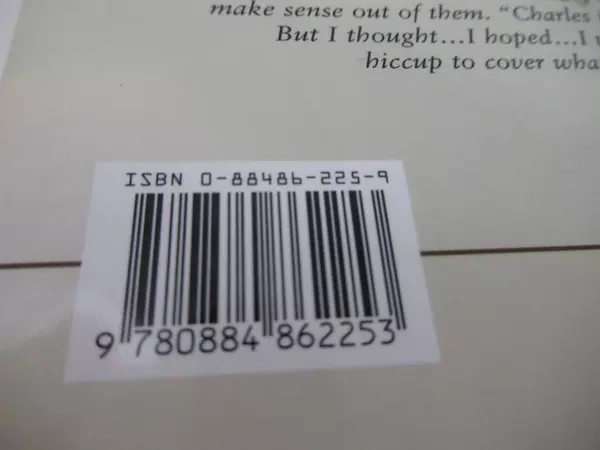 make sense out of them. "Charles
But I thought...I hoped...I
hiccup to cover
ISBN 0-88486-225-9
9 780884 862253